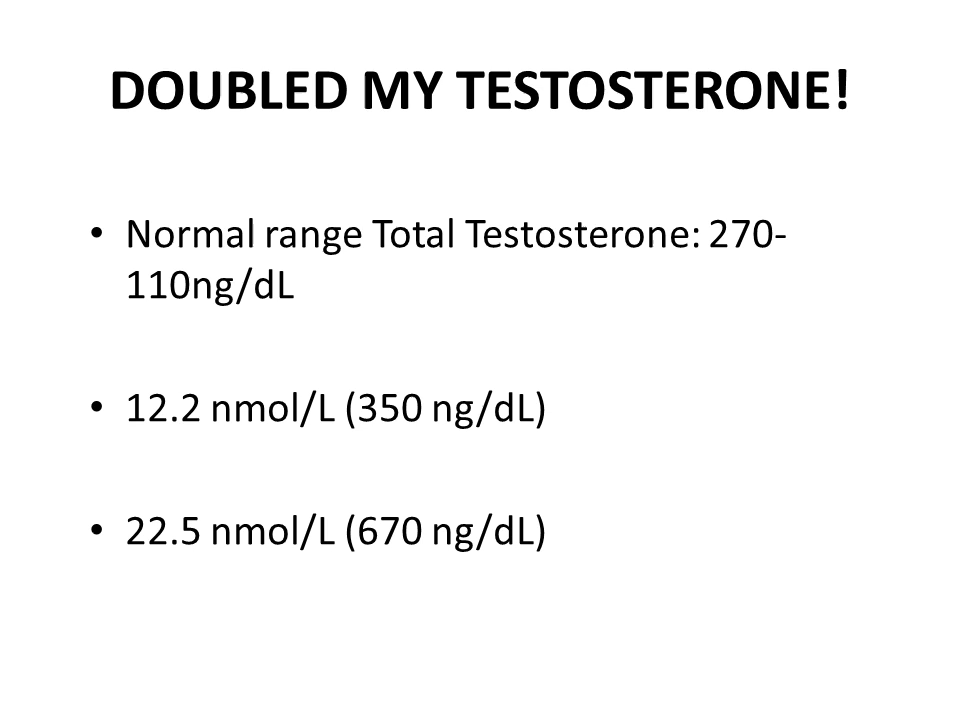 DOUBLED MY TESTOSTERONE!
• Normal range Total Testosterone: 270-
110ng/dL
• 12.2 nmol/L (350 ng/dL)
• 22.5 nmol/L (670 ng/dL)